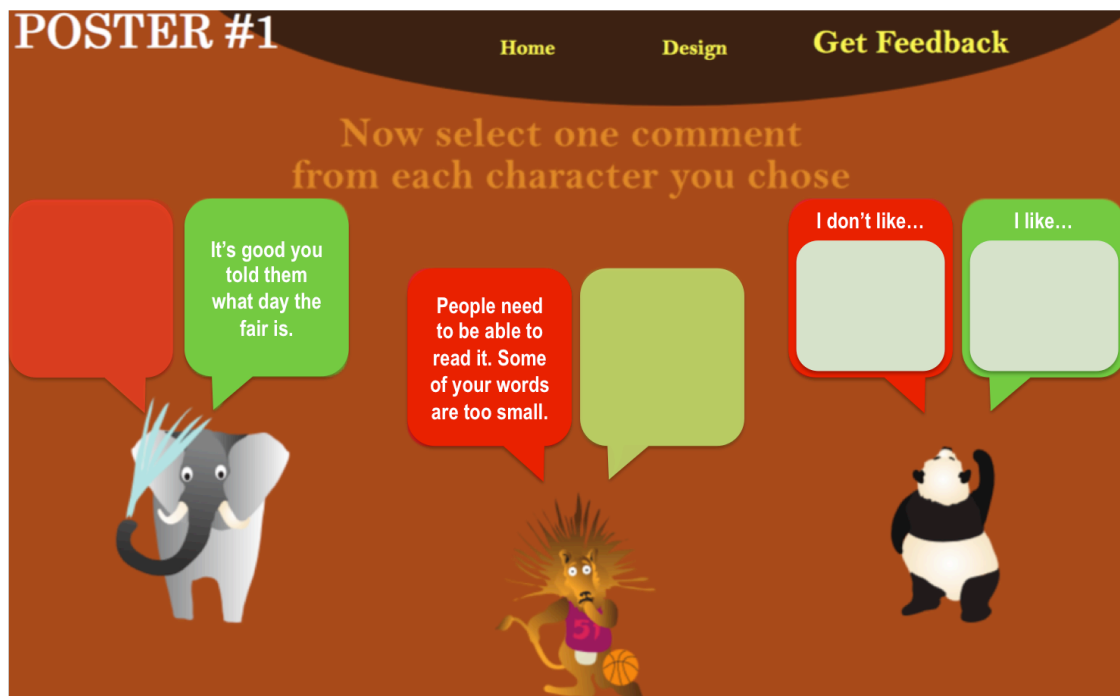 POSTER #1
Home Design Get Feedback
Now select one comment
from each character you chose
It's good you
told them
what day the
fair is.
People need
to be able to
read it. Some
of your words
are too small.
I don't like…
I like…
51